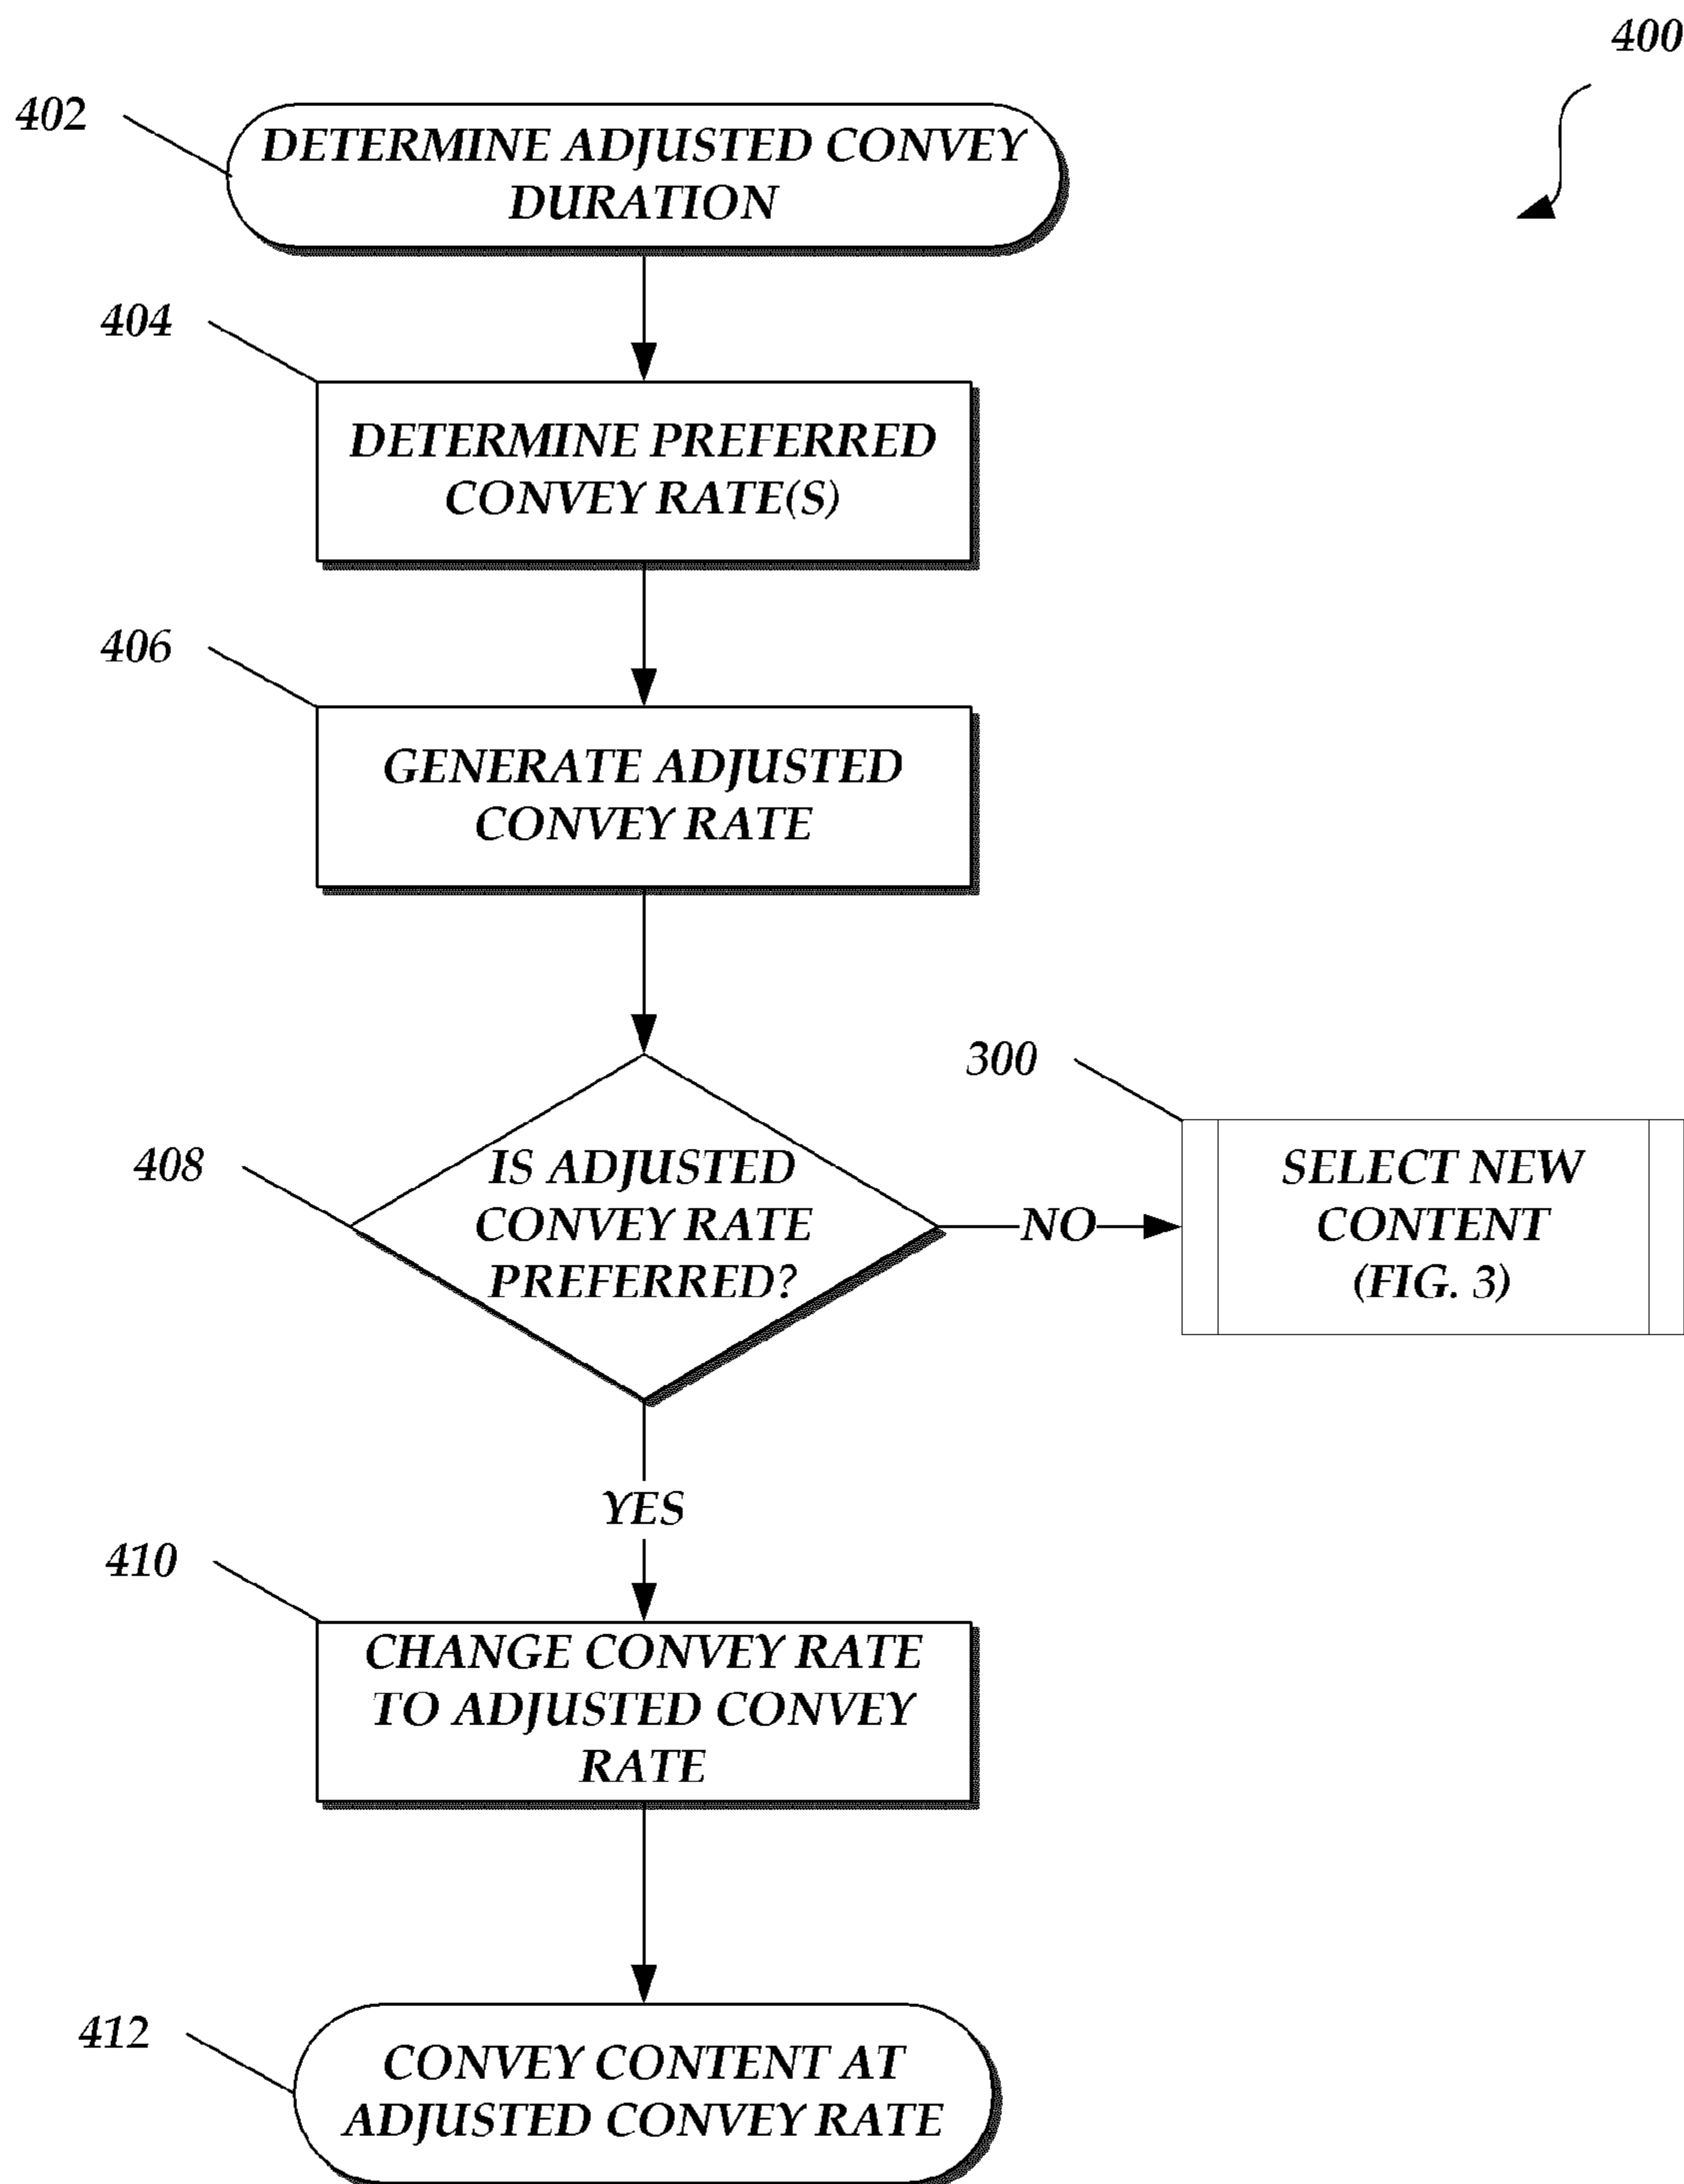 400
402
DETERMINE ADJUSTED CONVEY
DURATION
404
DETERMINE PREFERRED
CONVEY RATE(S)
406
GENERATE ADJUSTED
CONVEY RATE
408
IS ADJUSTED
CONVEY RATE
PREFERRED?
NO
300
SELECT NEW
CONTENT
(FIG. 3)
YES
410
CHANGE CONVEY RATE
TO ADJUSTED CONVEY
RATE
412
CONVEY CONTENT AT
ADJUSTED CONVEY RATE